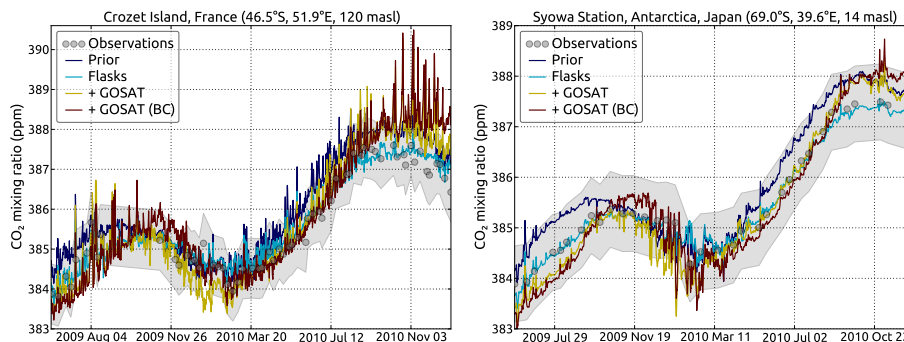 Crozet Island, France (46.5°S, 51.9°E, 120 masl)
390
389
388
387
386
385
384
383
CO₂ mixing ratio (ppm)
Observations
Prior
Flasks
+ GOSAT
+ GOSAT (BC)
2009 Aug 04
2009 Nov 26
2010 Mar 20
2010 Jul 12
2010 Nov 03
Syowa Station, Antarctica, Japan (69.0°S, 39.6°E, 14 masl)
389
388
387
386
385
384
383
CO₂ mixing ratio (ppm)
Observations
Prior
Flasks
+ GOSAT
+ GOSAT (BC)
2009 Jul 29
2009 Nov 19
2010 Mar 11
2010 Jul 02
2010 Oct